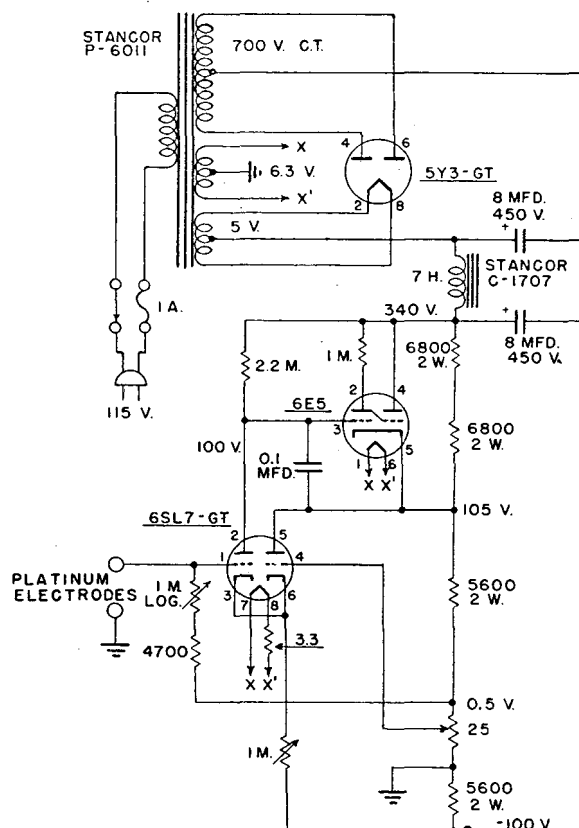 STANCOR
P-6011
700 V. C.T.
4
6
X
6.3 V.
X'
5Y3-GT
2
8
5 V.
8 MFD.
450 V.
+
7 H.
STANCOR
C-1707
1 A.
340 V.
+
8 MFD.
450 V.
115 V.
2.2 M.
1 M.
6800
2 W.
2
4
6E5
3
5
1
6
X X'
6800
2 W.
100 V.
0.1
MFD.
105 V.
6SL7-GT
2
5
1
4
3
6
7
8
PLATINUM
ELECTRODES
1 M.
LOG.
5600
2 W.
4700
3.3
X X'
0.5 V.
25
1 M.
5600
2 W.
-100 V.